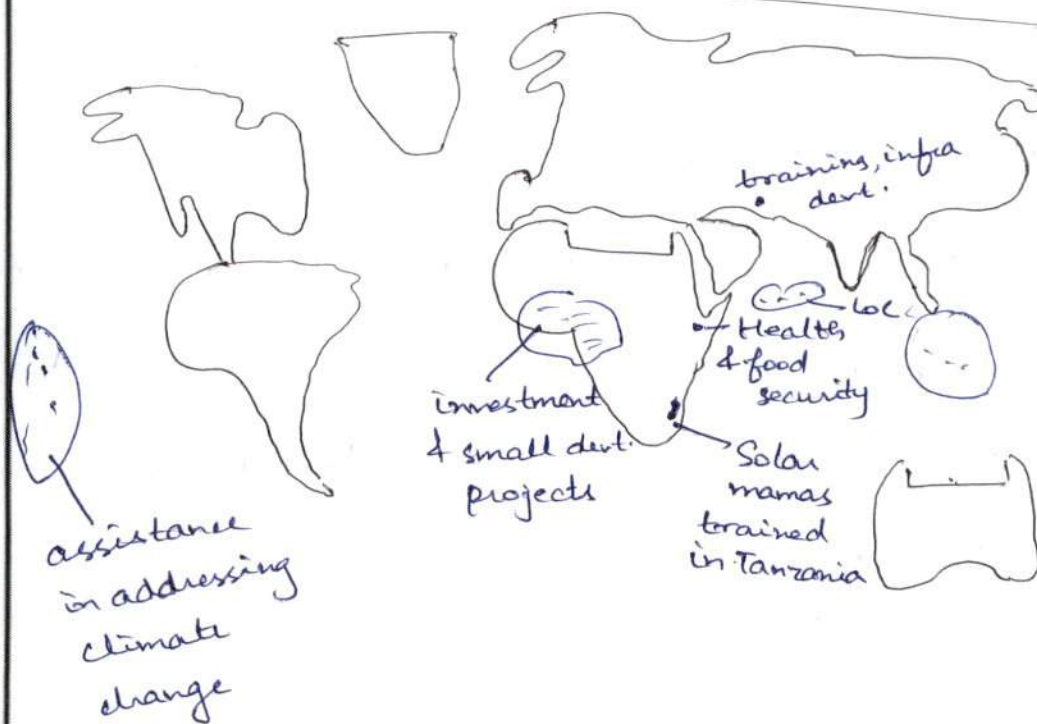 training, infra
devt.
LOC
Health
& food
security
investment
& small devt.
projects
Solar
mamas
trained
in Tanzania
assistance
in addressing
climate
change